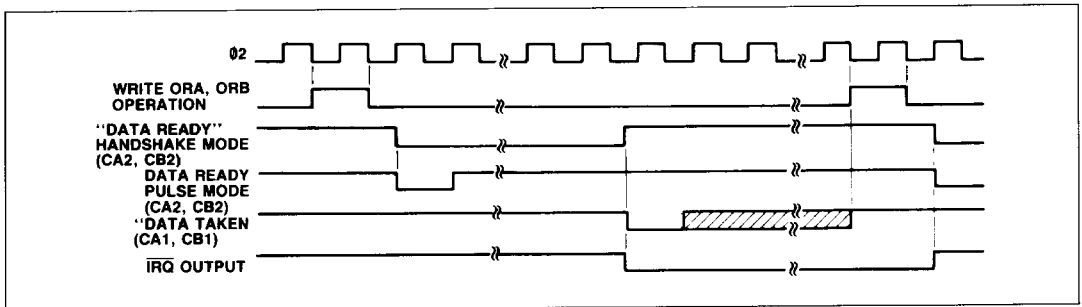 Ø2
WRITE ORA, ORB
OPERATION
"DATA READY"
HANDSHAKE MODE
(CA2, CB2)
DATA READY
PULSE MODE
(CA2, CB2)
"DATA TAKEN
(CA1, CB1)
IRQ OUTPUT